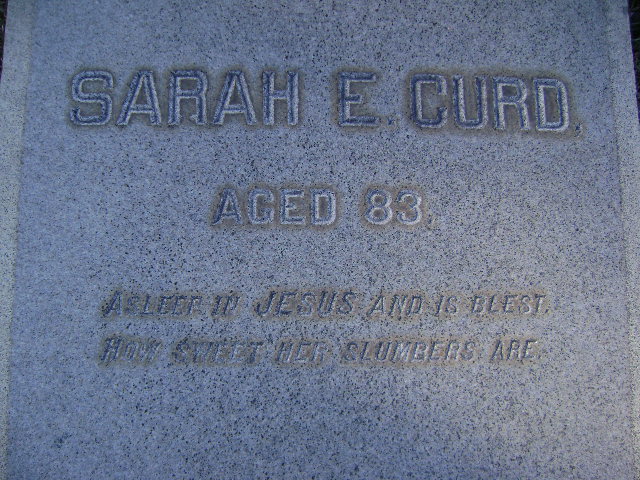 SARAH E. CURD.
AGED 83.
ASLEEP IN JESUS AND IS BLEST.
HOW SWEET HER SLUMBERS ARE.